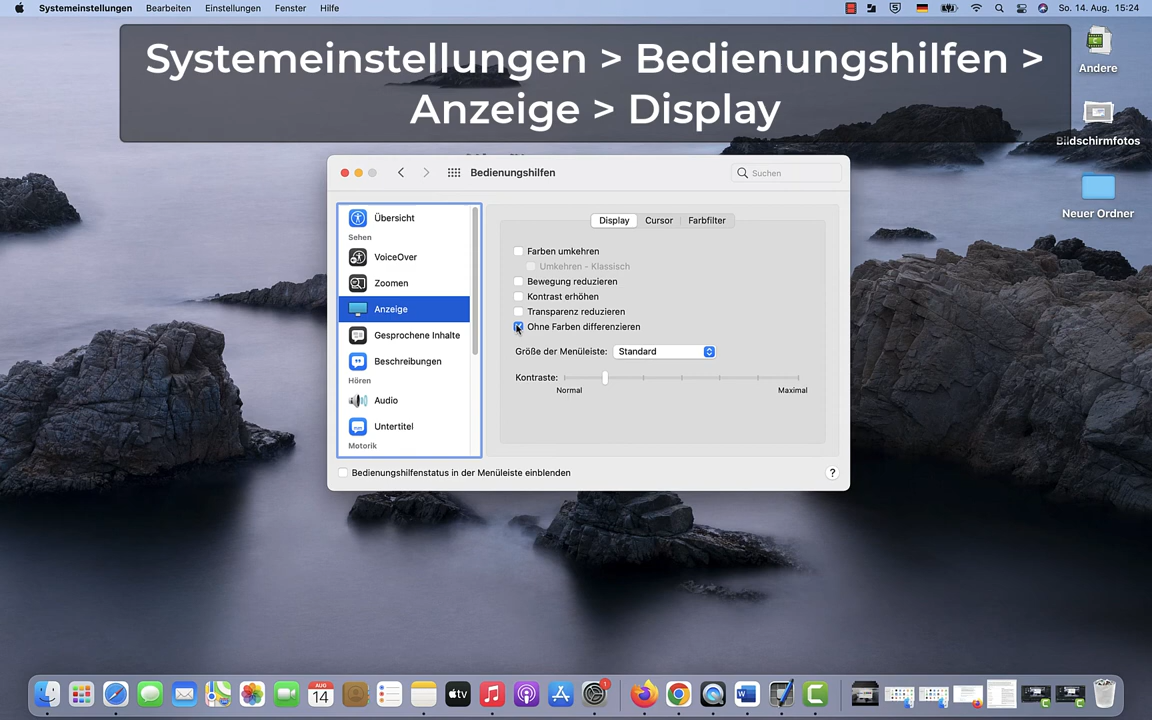 Systemeinstellungen Bearbeiten Einstellungen Fenster Hilfe So. 14. Aug. 15:24
Systemeinstellungen > Bedienungshilfen >
Anzeige > Display
Andere
Bildschirmfotos
Neuer Ordner
Bedienungshilfen
Suchen
Übersicht
Sehen
VoiceOver
Zoomen
Anzeige
Gesprochene Inhalte
Beschreibungen
Hören
Audio
Untertitel
Motorik
Display Cursor Farbfilter
Farben umkehren
Umkehren – Klassisch
Bewegung reduzieren
Kontrast erhöhen
Transparenz reduzieren
Ohne Farben differenzieren
Größe der Menüleiste: Standard
Kontraste:
Normal Maximal
Bedienungshilfenstatus in der Menüleiste einblenden
?
AUG
14
tv
1
W